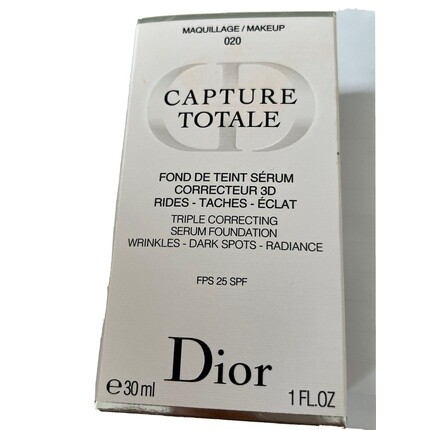 MAQUILLAGE / MAKEUP
020
CD
CAPTURE
TOTALE
FOND DE TEINT SÉRUM
CORRECTEUR 3D
RIDES - TACHES - ÉCLAT
TRIPLE CORRECTING
SERUM FOUNDATION
WRINKLES - DARK SPOTS - RADIANCE
FPS 25 SPF
Dior
℮ 30 ml 1 FL.OZ